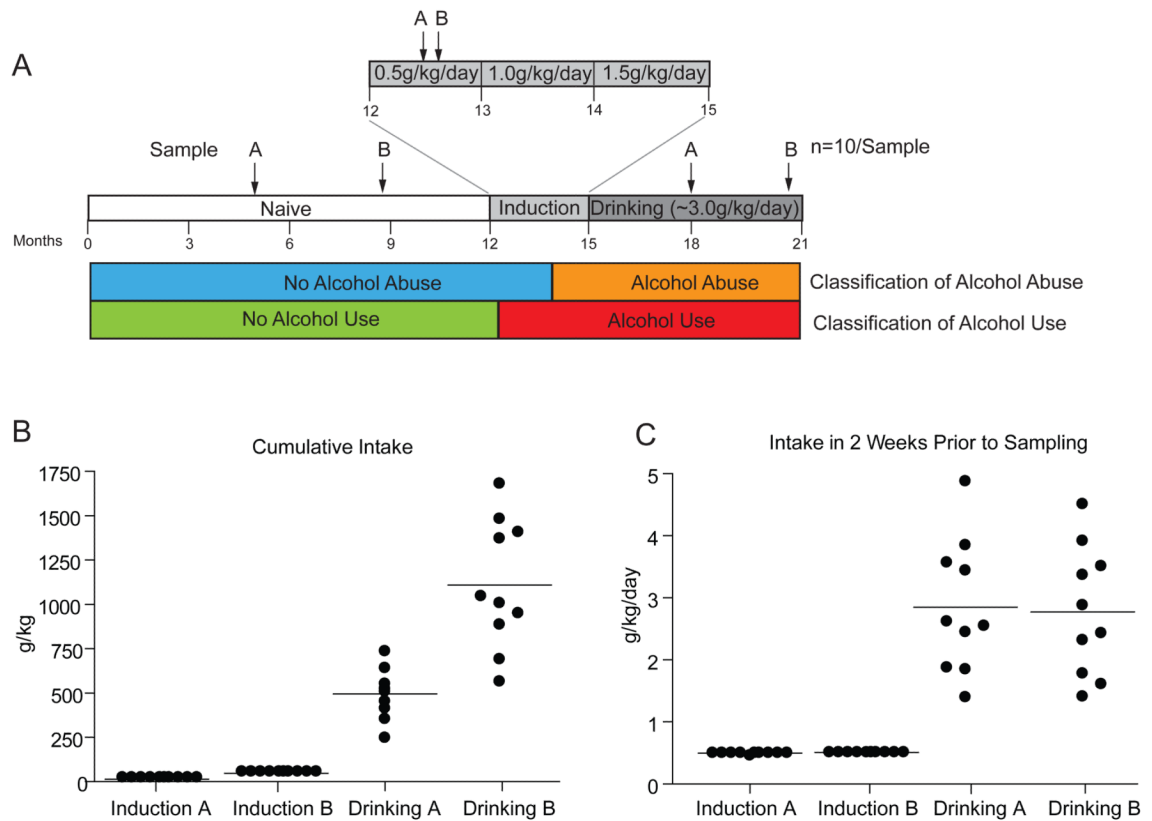 A B
A
0.5g/kg/day 1.0g/kg/day 1.5g/kg/day
12 13 14 15
Sample A B A B n=10/Sample
Naive Induction Drinking (~3.0g/kg/day)
Months 0 3 6 9 12 15 18 21
No Alcohol Abuse Alcohol Abuse Classification of Alcohol Abuse
No Alcohol Use Alcohol Use Classification of Alcohol Use
B
Cumulative Intake
1750
1500
1250
1000
750
500
250
0
g/kg
Induction A Induction B Drinking A Drinking B
C
Intake in 2 Weeks Prior to Sampling
5
4
3
2
1
0
g/kg/day
Induction A Induction B Drinking A Drinking B